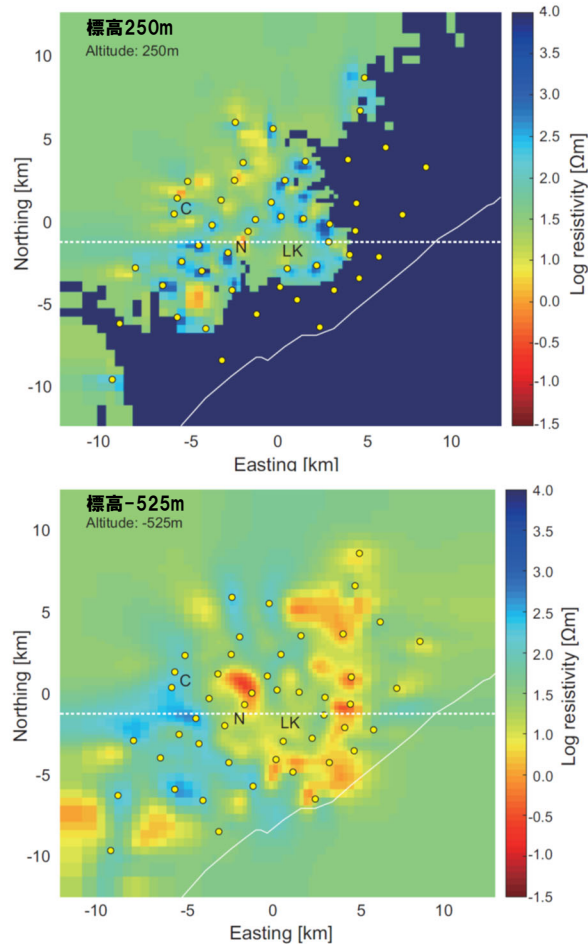 標高250m
Altitude: 250m
10
5
0
-5
-10
Northing [km]
C
N
LK
-10
-5
0
5
10
Easting [km]
4.0
3.5
3.0
2.5
2.0
1.5
1.0
0.5
0.0
-0.5
-1.0
-1.5
Log resistivity [Ωm]
標高-525m
Altitude: -525m
10
5
0
-5
-10
Northing [km]
C
N
LK
-10
-5
0
5
10
Easting [km]
4.0
3.5
3.0
2.5
2.0
1.5
1.0
0.5
0.0
-0.5
-1.0
-1.5
Log resistivity [Ωm]